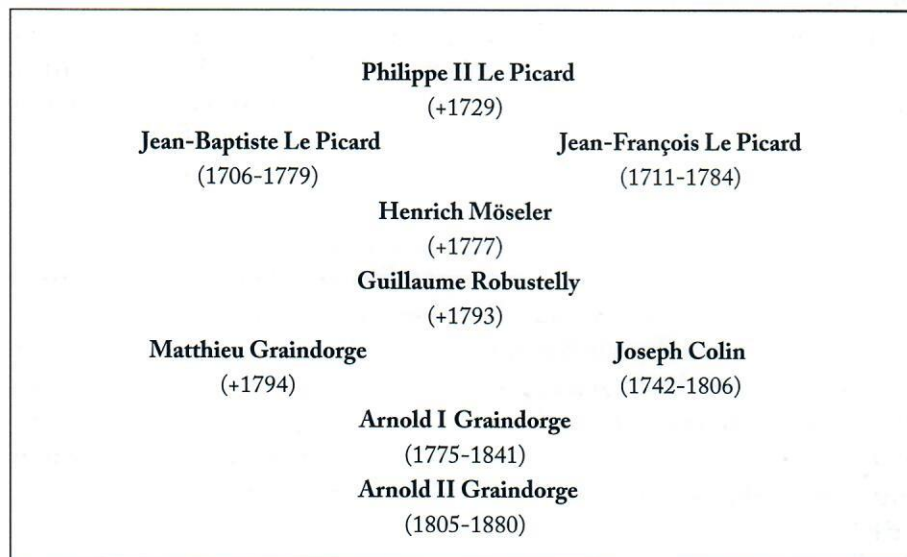 Philippe II Le Picard
(+1729)
Jean-Baptiste Le Picard Jean-François Le Picard
(1706-1779) (1711-1784)
Henrich Möseler
(+1777)
Guillaume Robustelly
(+1793)
Matthieu Graindorge Joseph Colin
(+1794) (1742-1806)
Arnold I Graindorge
(1775-1841)
Arnold II Graindorge
(1805-1880)